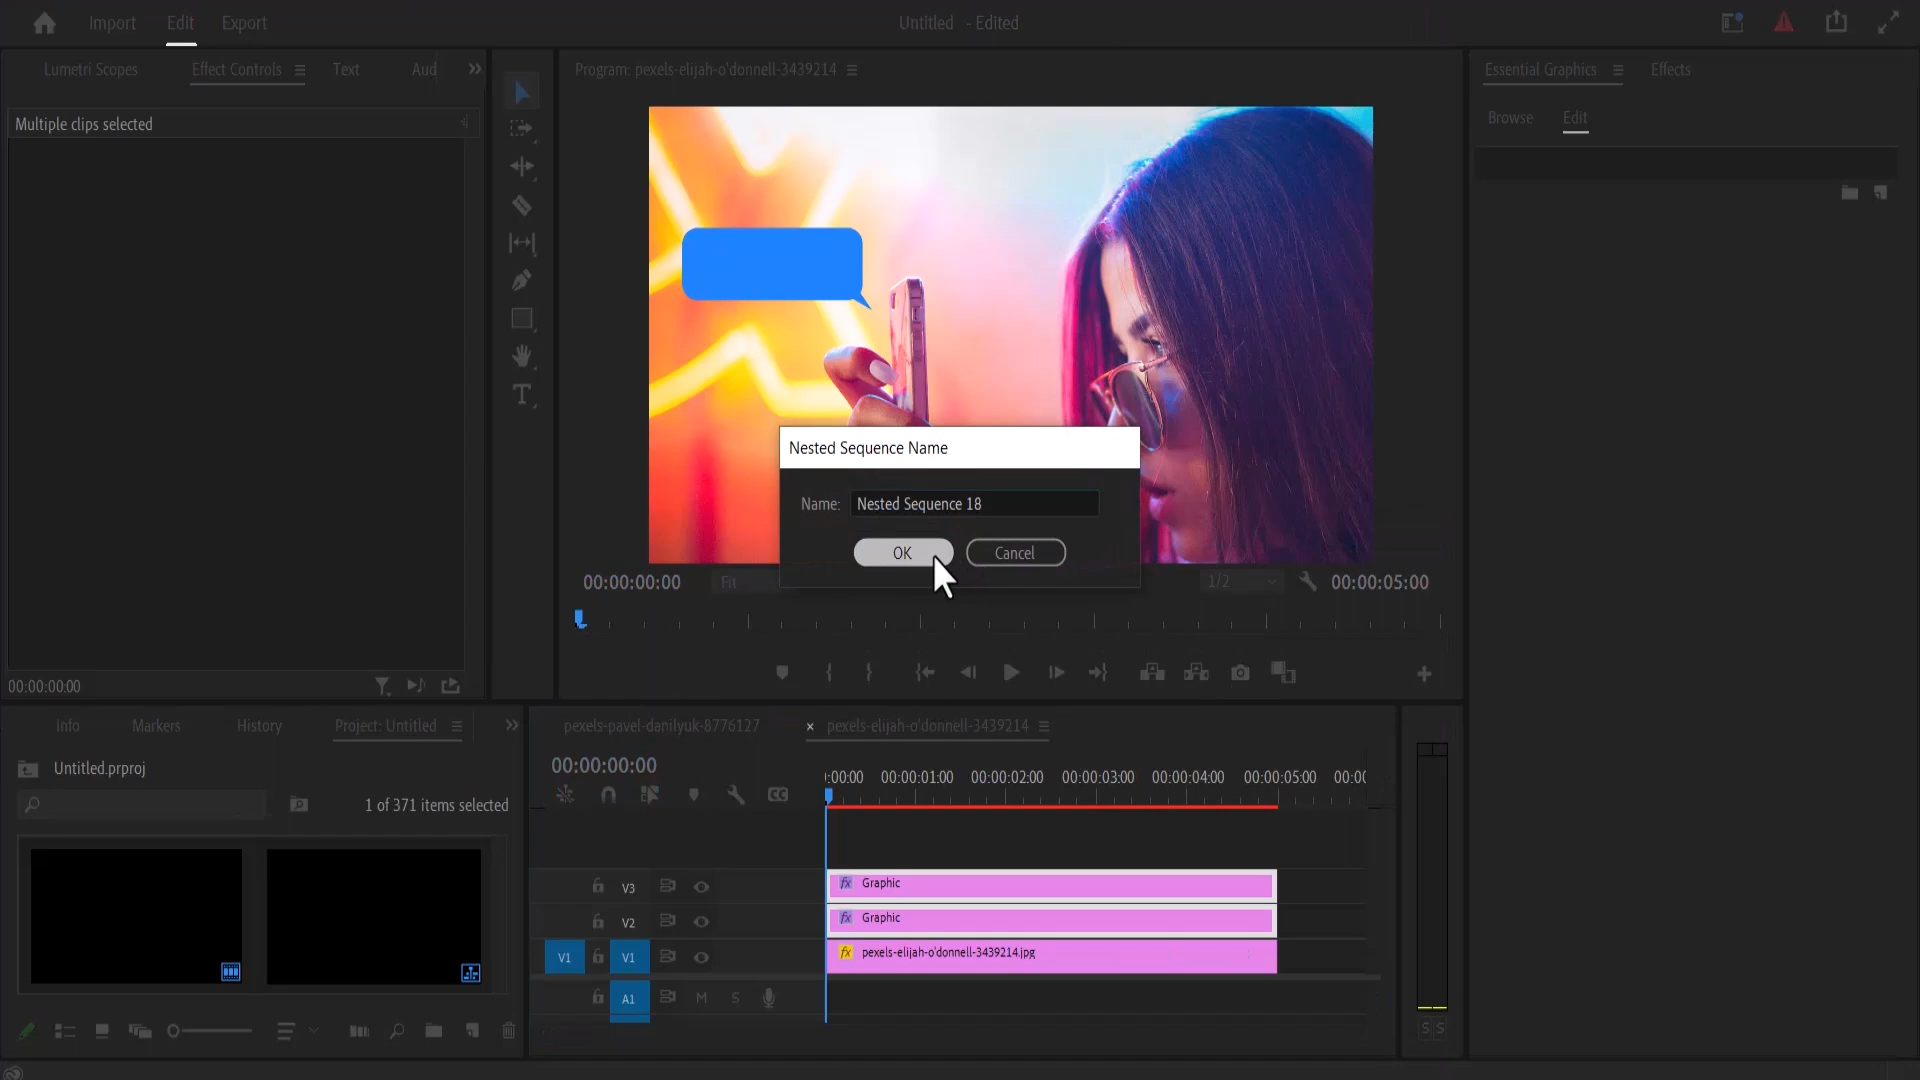 Import Edit Export
Untitled - Edited
Lumetri Scopes Effect Controls Text Aud
Multiple clips selected
00:00:00:00
Program: pexels-elijah-o'donnell-3439214
Essential Graphics Effects
Browse Edit
T
Nested Sequence Name
Name: Nested Sequence 18
OK Cancel
00:00:00:00 Fit 1/2 00:00:05:00
Info Markers History Project: Untitled
Untitled.prproj
1 of 371 items selected
pexels-pavel-danilyuk-8776127 × pexels-elijah-o'donnell-3439214
00:00:00:00
CC
:00:00 00:00:01:00 00:00:02:00 00:00:03:00 00:00:04:00 00:00:05:00 00:00
V3 fx Graphic
V2 fx Graphic
V1 V1 fx pexels-elijah-o'donnell-3439214.jpg
A1 M S
S S